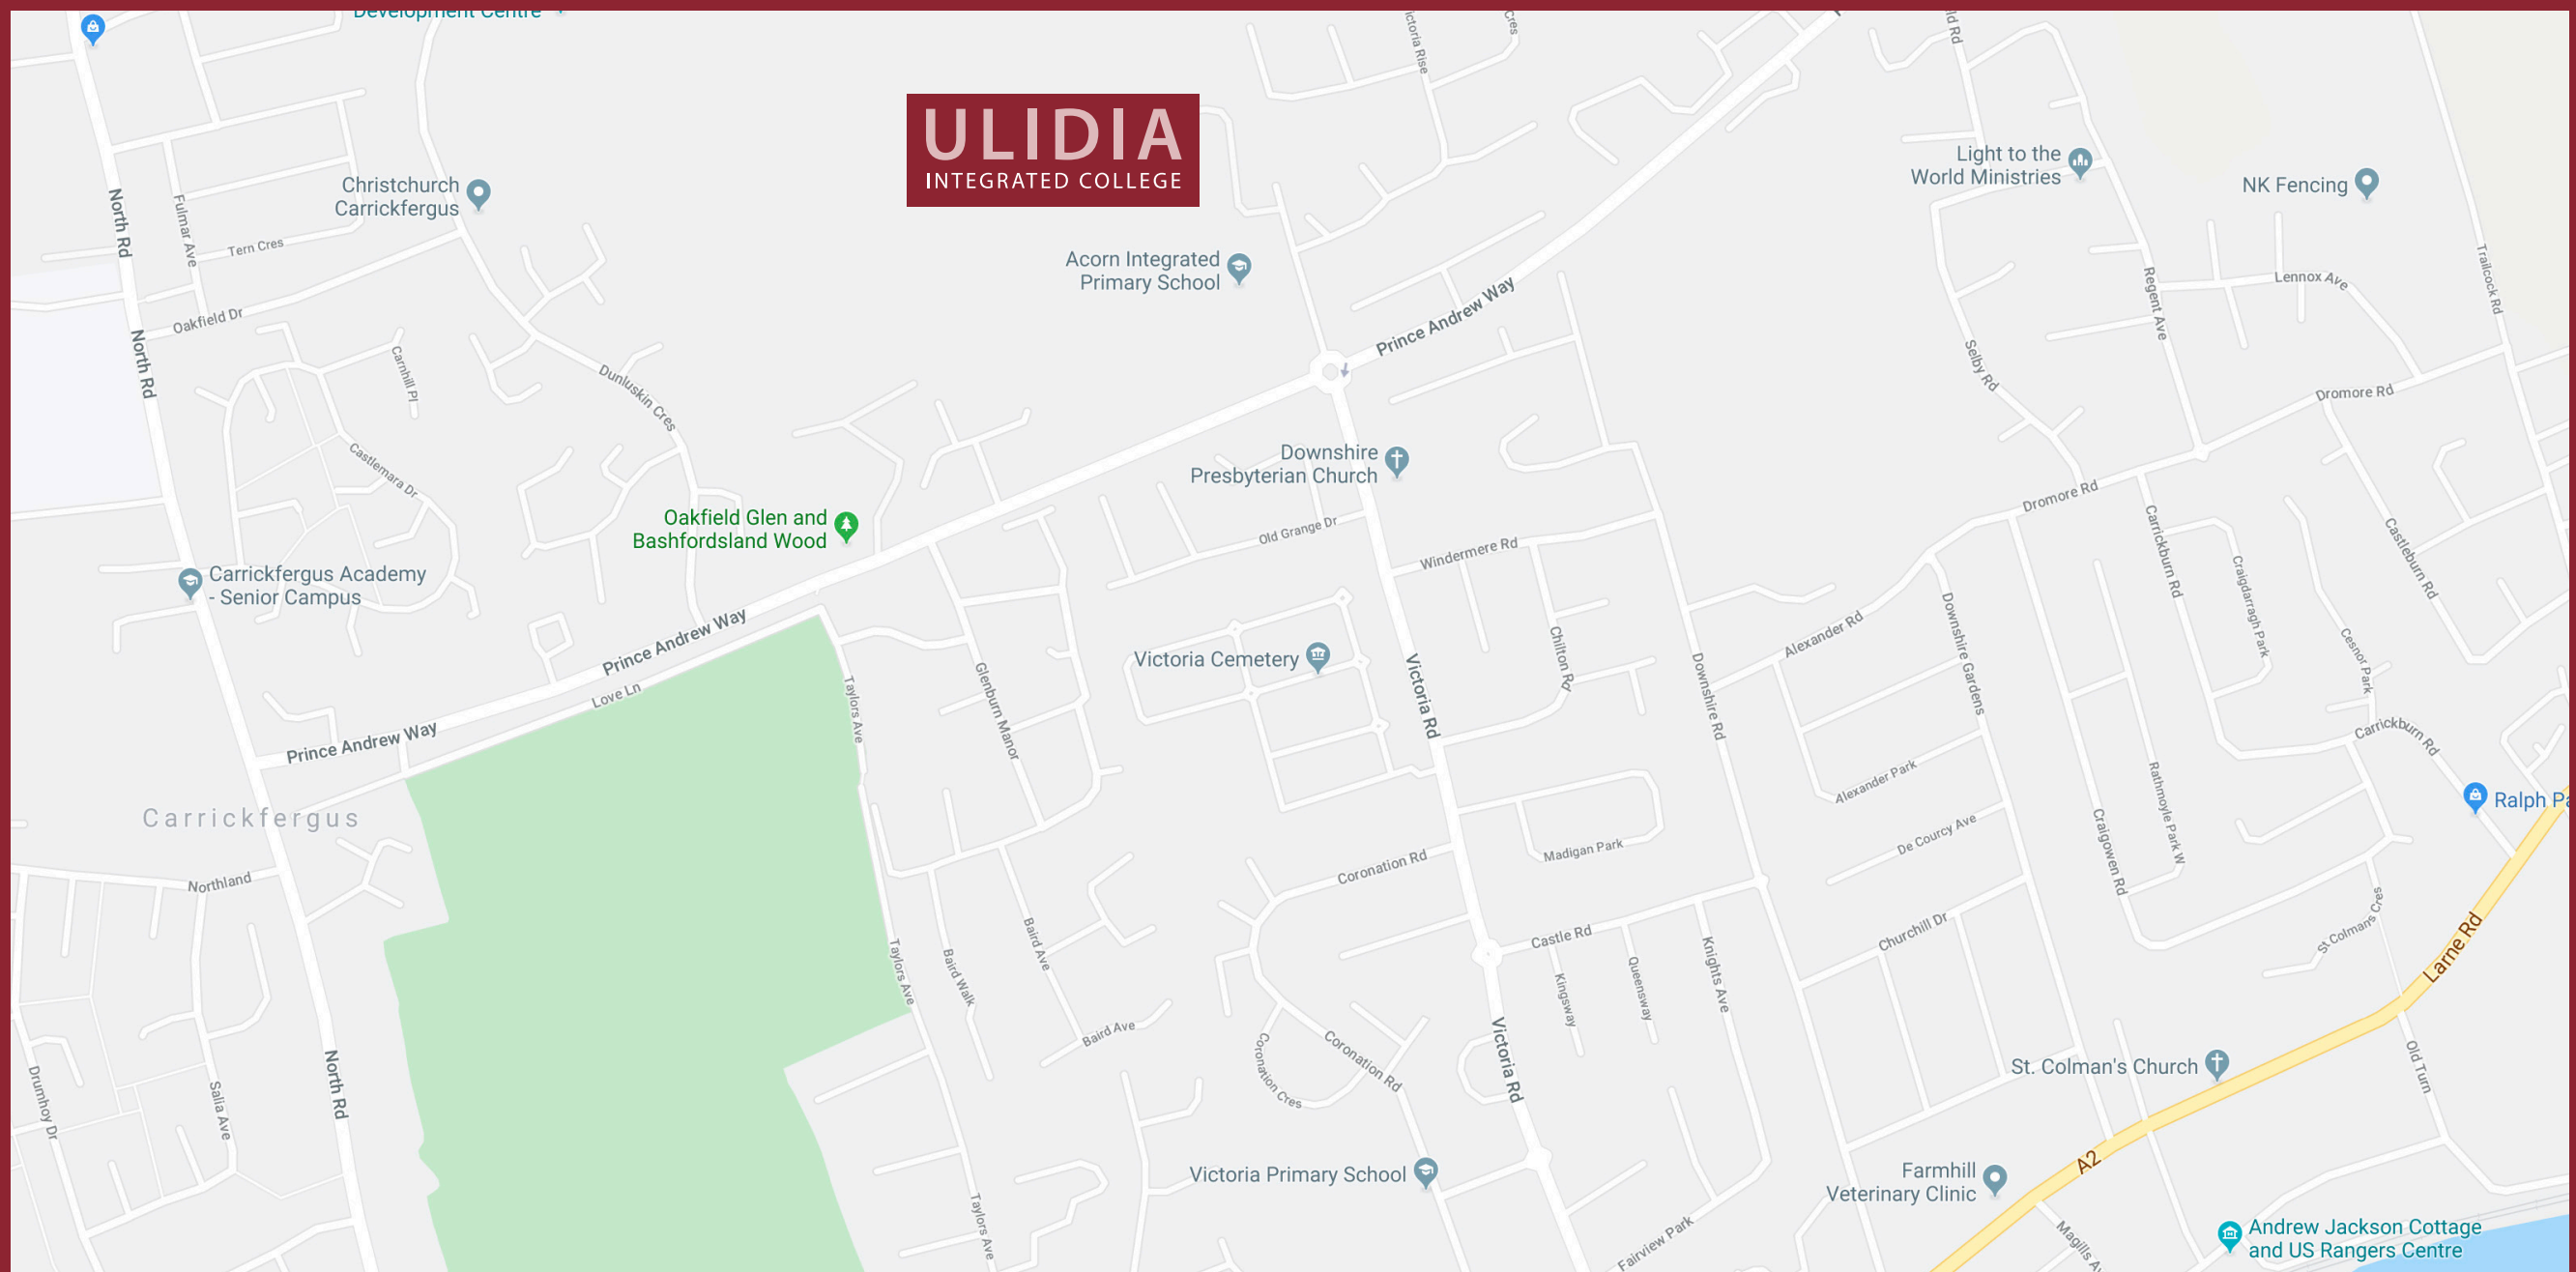 Development Centre
Victoria Rise
Cres
ld Rd
ULIDIA
INTEGRATED COLLEGE
Light to the
World Ministries
NK Fencing
Christchurch
Carrickfergus
North Rd
Fulmar Ave
Tern Cres
Acorn Integrated
Primary School
Trailcock Rd
Lennox Ave
Regent Ave
Oakfield Dr
Prince Andrew Way
North Rd
Carnhill Pl
Dunluskin Cres
Selby Rd
Dromore Rd
Castlemara Dr
Downshire
Presbyterian Church
Dromore Rd
Oakfield Glen and
Bashfordsland Wood
Old Grange Dr
Windermere Rd
Carrickburn Rd
Castleburn Rd
Carrickfergus Academy
- Senior Campus
Craigdarragh Park
Prince Andrew Way
Love Ln
Taylors Ave
Glenburn Manor
Victoria Cemetery
Victoria Rd
Chilton Rd
Downshire Rd
Alexander Rd
Downshire Gardens
Cesnor Park
Prince Andrew Way
Carrickburn Rd
Alexander Park
Rathmoyle Park W
Ralph Pa
Carrickfergus
Craigowen Rd
De Courcy Ave
Madigan Park
Coronation Rd
Northland
St Colmans Cres
Churchill Dr
Castle Rd
Larne Rd
Taylors Ave
Baird Walk
Baird Ave
Kingsway
Queensway
Knights Ave
Baird Ave
Coronation Cres
Coronation Rd
Victoria Rd
St. Colman's Church
Old Turn
Drumhoy Dr
Salia Ave
North Rd
Victoria Primary School
A2
Farmhill
Veterinary Clinic
Taylors Ave
Fairview Park
Magills Av
Andrew Jackson Cottage
and US Rangers Centre